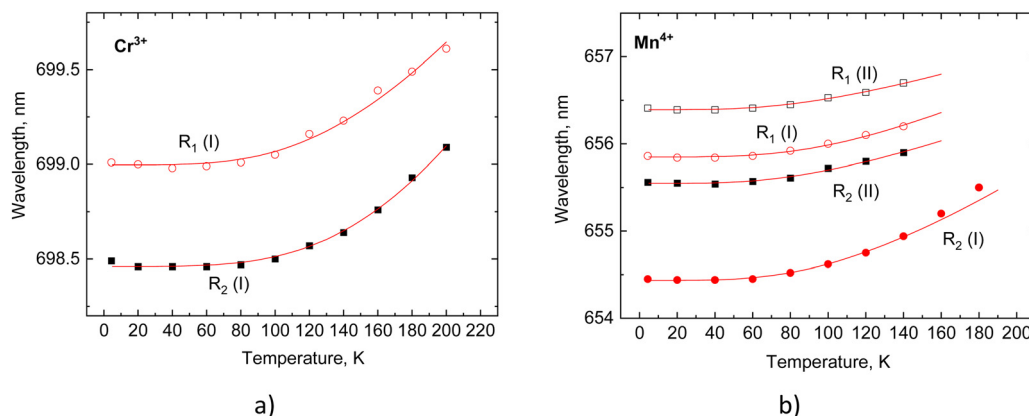 Cr³⁺
699.5
699.0
698.5
Wavelength, nm
R₁ (I)
R₂ (I)
0 20 40 60 80 100 120 140 160 180 200 220
Temperature, K
a)
Mn⁴⁺
657
656
655
654
Wavelength, nm
R₁ (II)
R₁ (I)
R₂ (II)
R₂ (I)
0 20 40 60 80 100 120 140 160 180 200
Temperature, K
b)